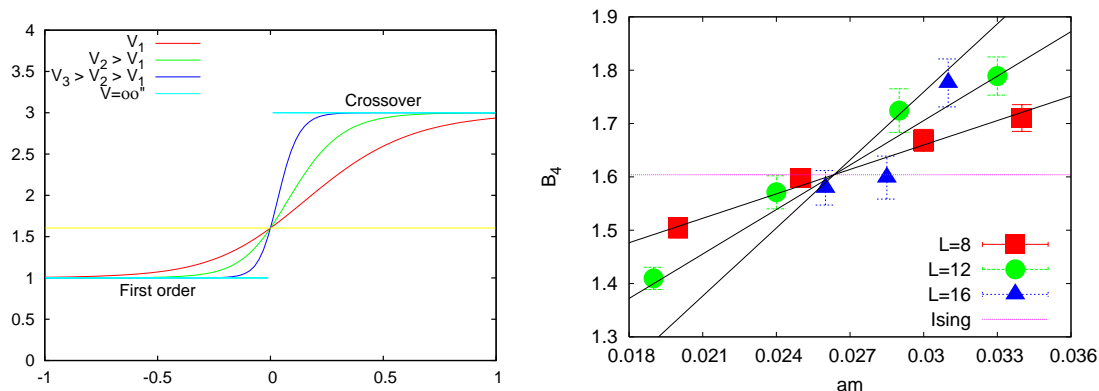 4
3.5
3
2.5
2
1.5
1
0.5
0
-1
-0.5
0
0.5
1
V1
V2 > V1
V3 > V2 > V1
V=oo"
Crossover
First order
1.9
1.8
1.7
1.6
1.5
1.4
1.3
B4
0.018
0.021
0.024
0.027
0.03
0.033
0.036
am
L=8
L=12
L=16
Ising